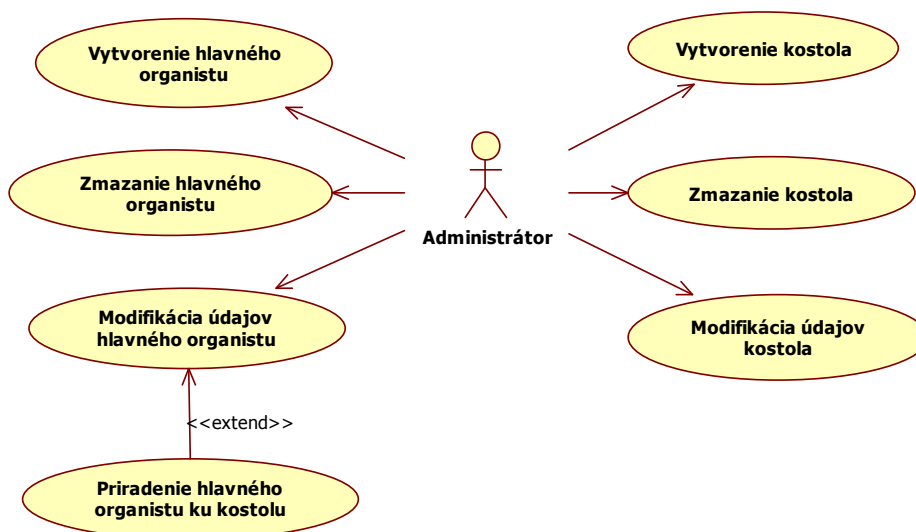 Vytvorenie hlavného
organistu
Vytvorenie kostola
Zmazanie hlavného
organistu
Zmazanie kostola
Administrátor
Modifikácia údajov
hlavného organistu
Modifikácia údajov
kostola
<<extend>>
Priradenie hlavného
organistu ku kostolu